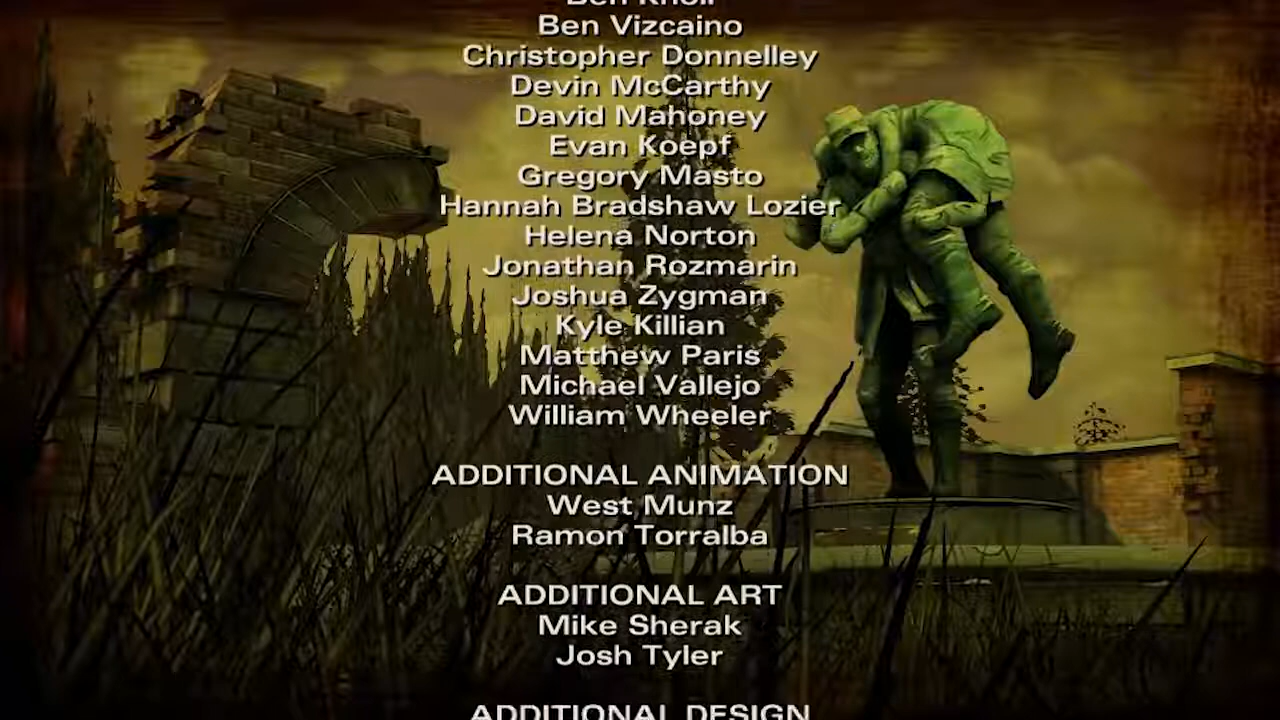 Ben Vizcaino
Christopher Donnelley
Devin McCarthy
David Mahoney
Evan Koepf
Gregory Masto
Hannah Bradshaw Lozier
Helena Norton
Jonathan Rozmarin
Joshua Zygman
Kyle Killian
Matthew Paris
Michael Vallejo
William Wheeler
ADDITIONAL ANIMATION
West Munz
Ramon Torralba
ADDITIONAL ART
Mike Sherak
Josh Tyler
ADDITIONAL DESIGN